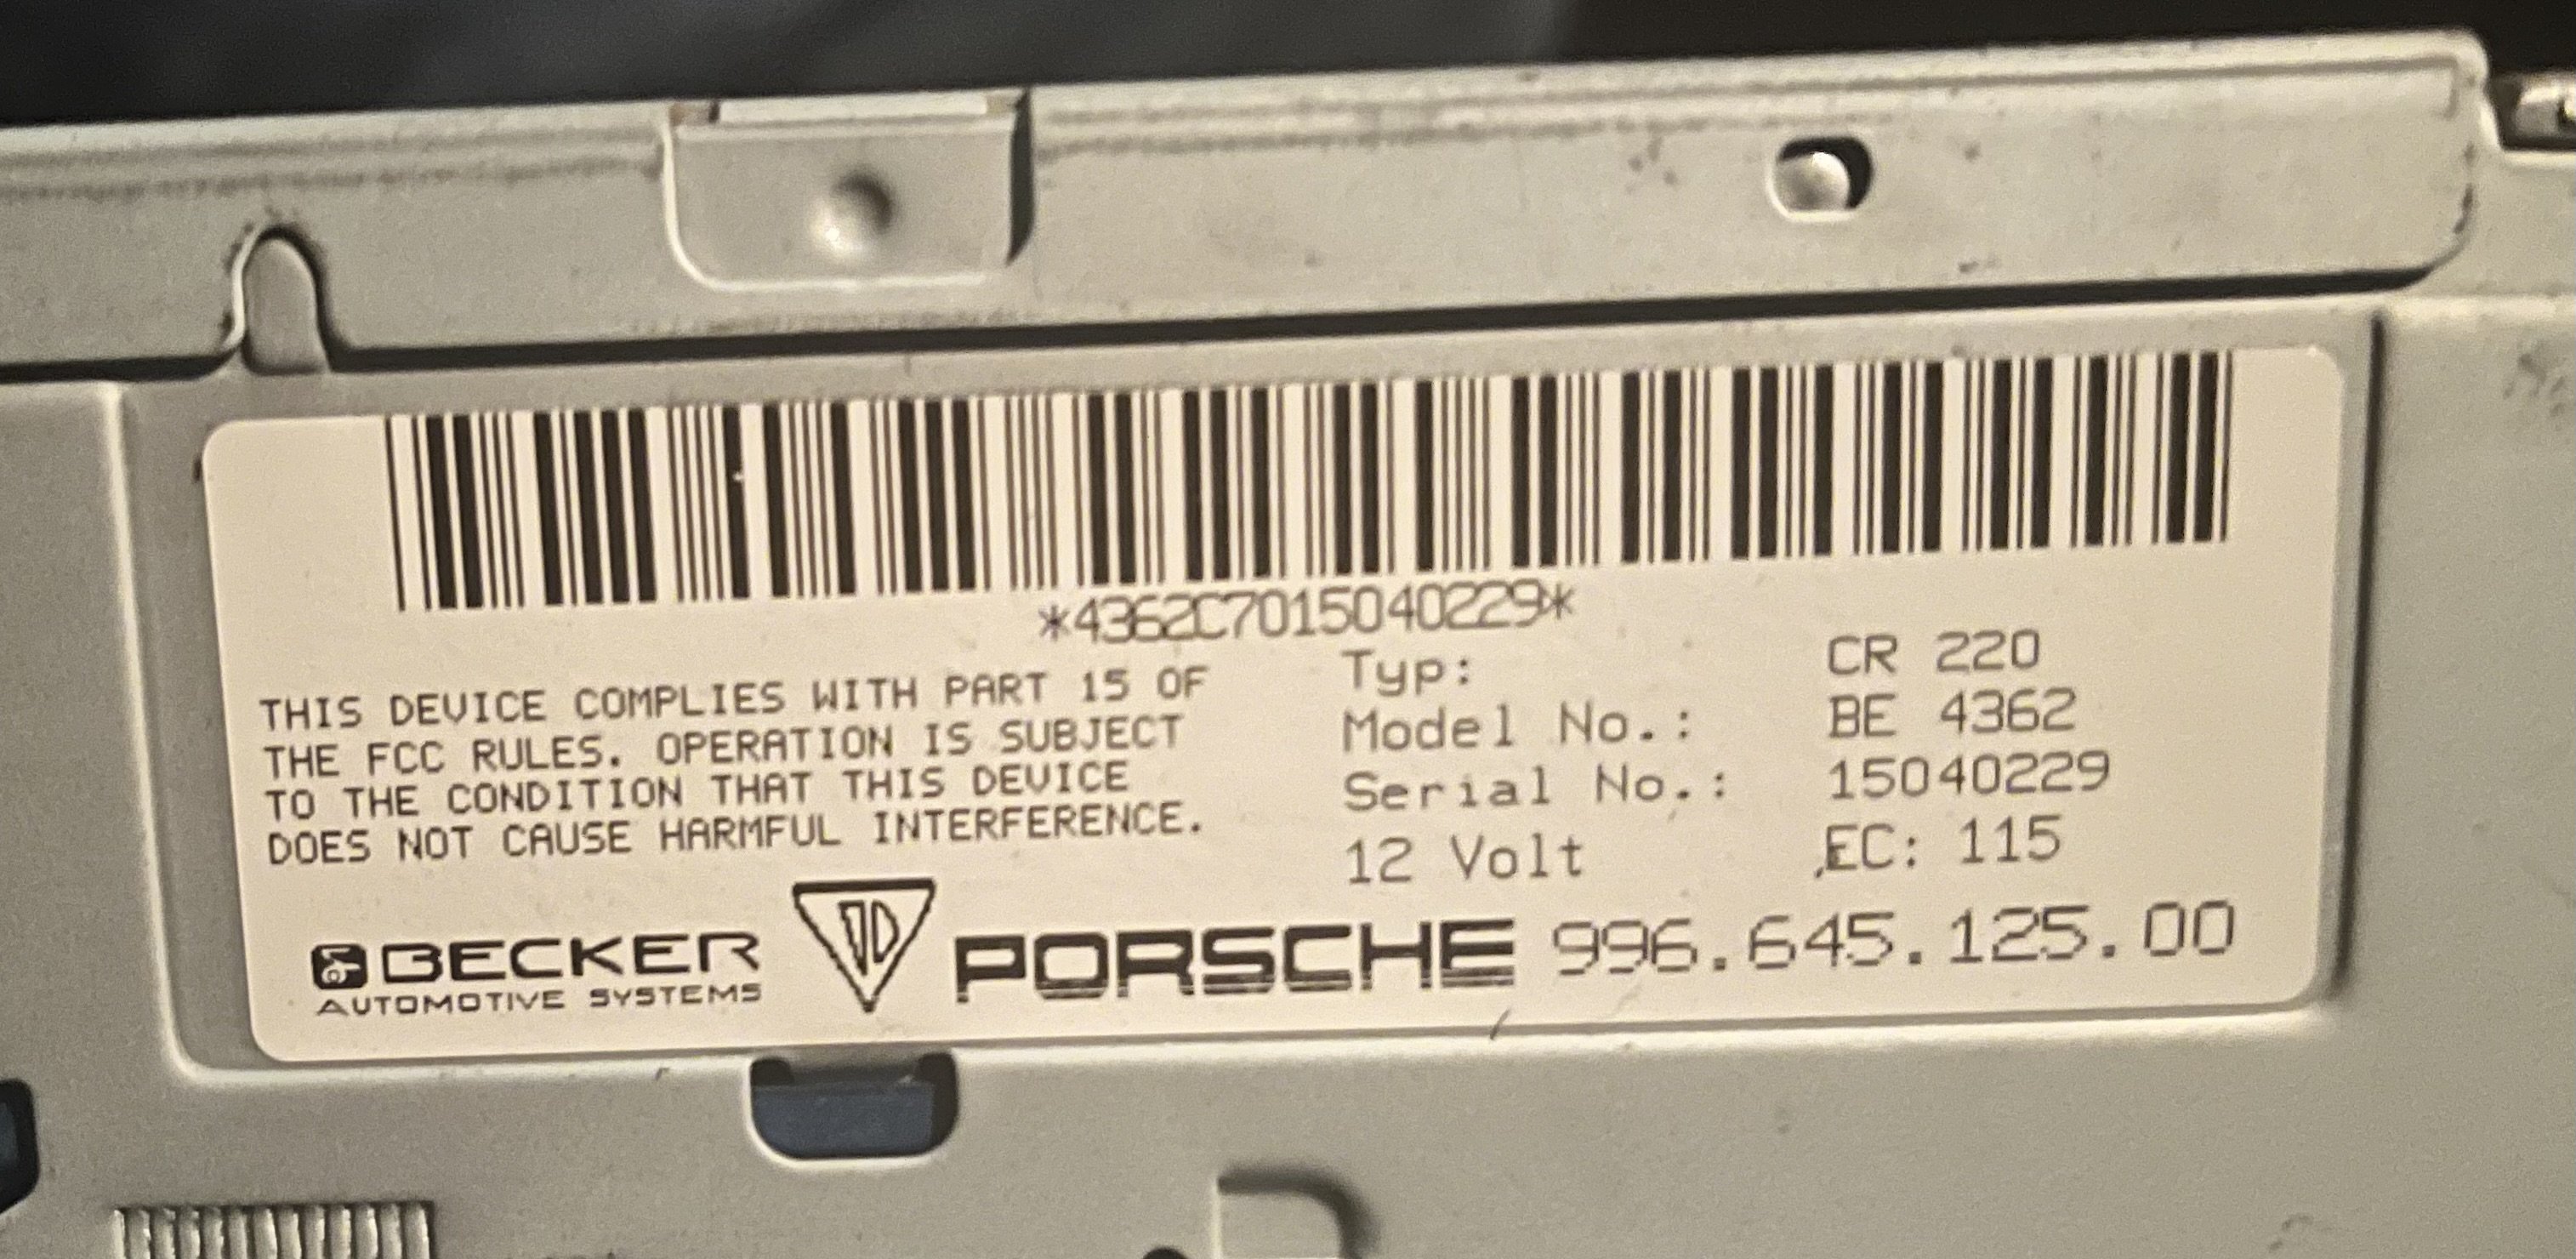 *4362C7015040229*
THIS DEVICE COMPLIES WITH PART 15 OF
THE FCC RULES. OPERATION IS SUBJECT
TO THE CONDITION THAT THIS DEVICE
DOES NOT CAUSE HARMFUL INTERFERENCE.
Typ: CR 220
Model No.: BE 4362
Serial No.: 15040229
12 Volt EC: 115
BECKER
AUTOMOTIVE SYSTEMS
PORSCHE 996.645.125.00